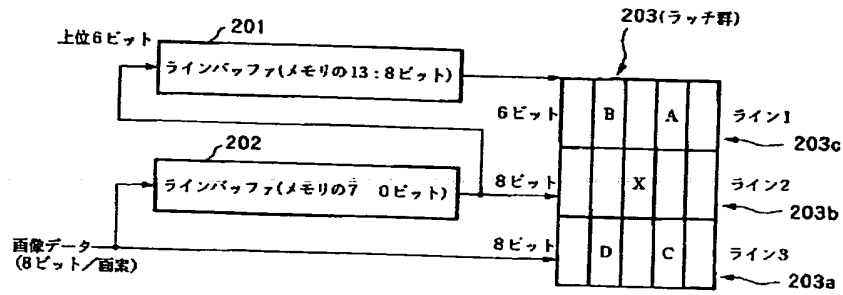 203(ラッチ群)
上位6ビット
201
ラインバッファ(メモリの13:8ビット)
6ビット
B
A
ライン1
203c
202
ラインバッファ(メモリの7 0ビット)
8ビット
X
ライン2
203b
画像データ
(8ビット/画素)
8ビット
D
C
ライン3
203a